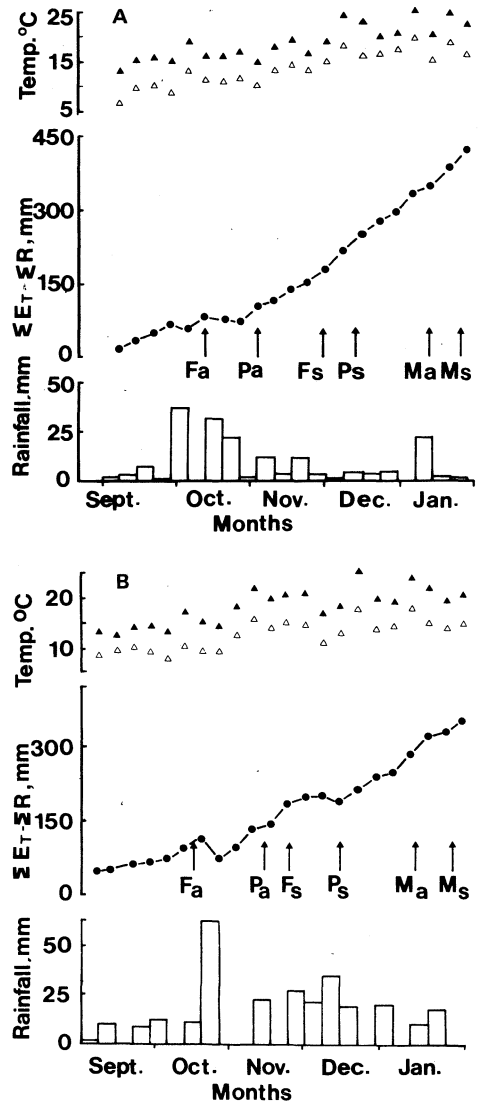 A
Temp.ºC
25
15
5
ΣET-ΣR,mm
450
300
150
0
Fa Pa Fs Ps Ma Ms
Rainfall,mm
50
25
0
Sept. Oct. Nov. Dec. Jan.
Months
B
Temp.ºC
20
10
ΣET-ΣR,mm
300
150
0
Fa Pa Fs Ps Ma Ms
Rainfall,mm
50
25
0
Sept. Oct. Nov. Dec. Jan.
Months